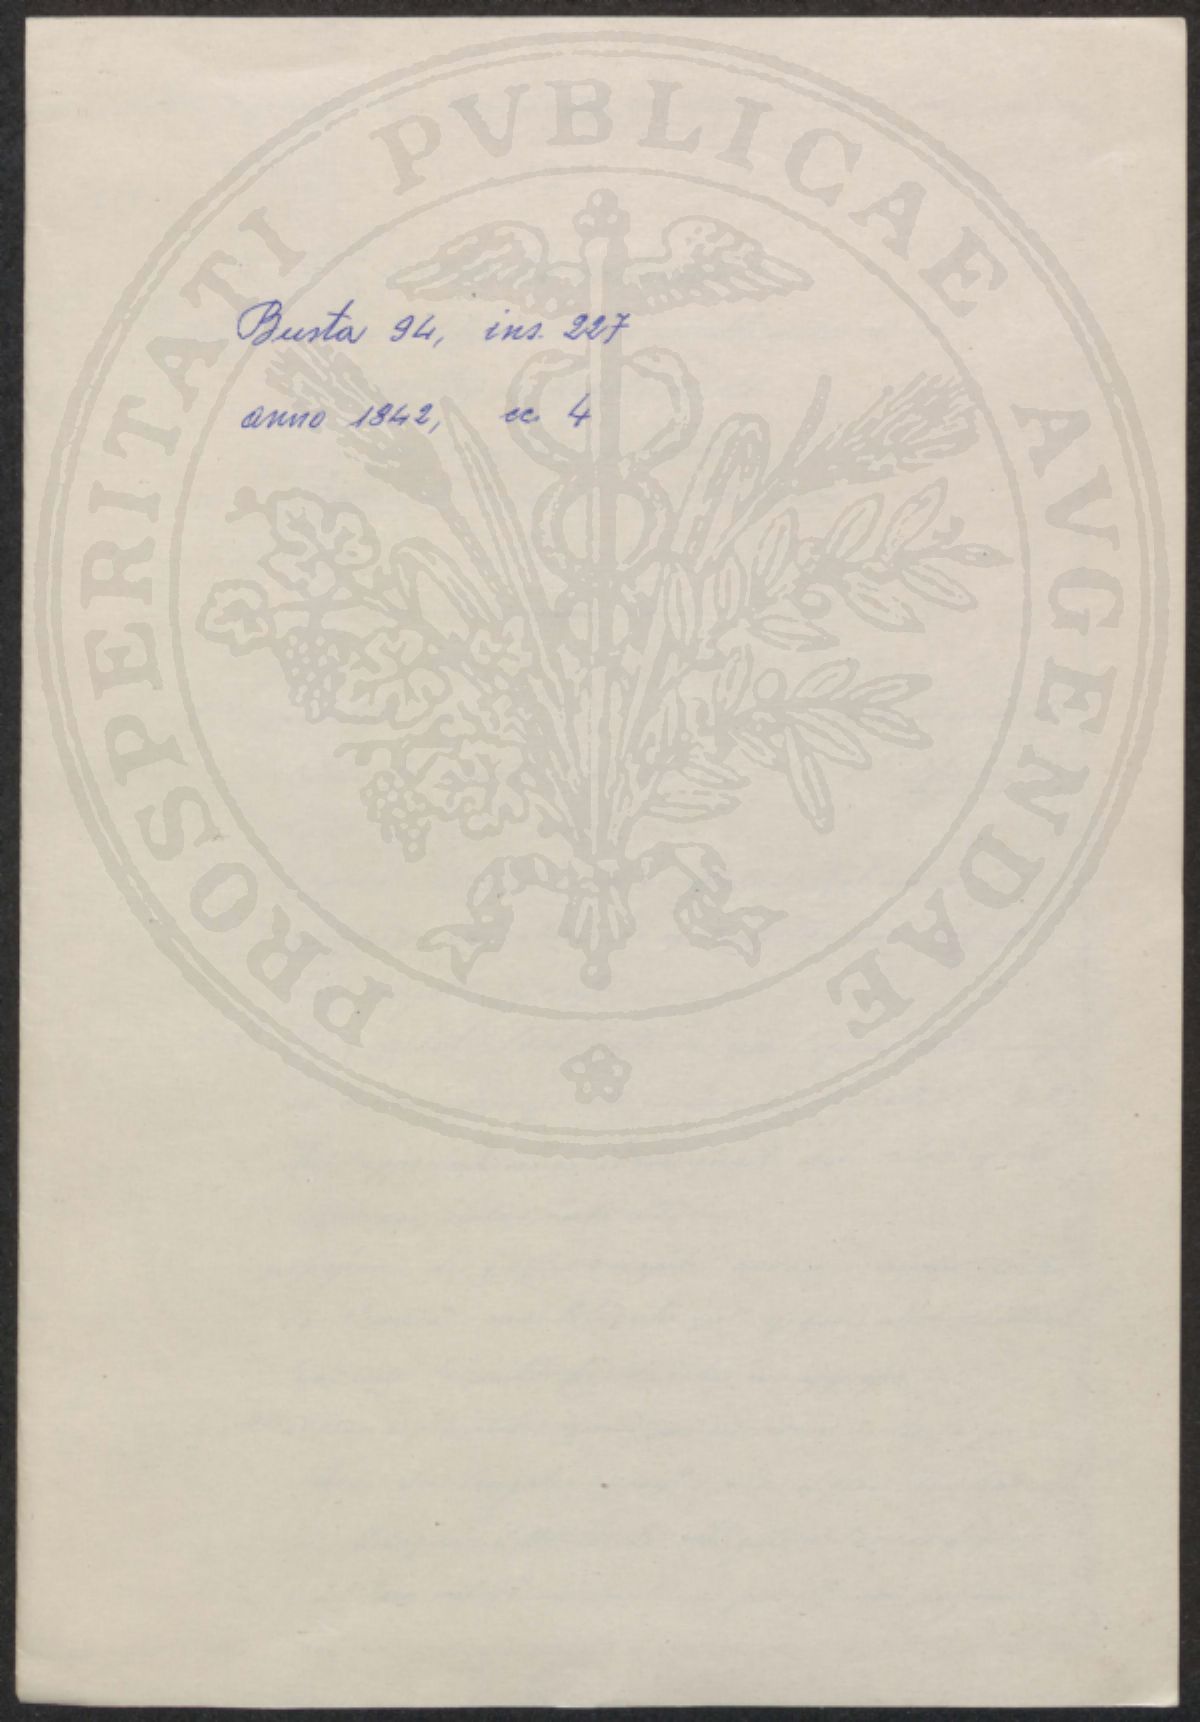 PROSPERITATI PVBLICAE AVGENDAE
Busta 94, ins. 227
anno 1842, cc. 4